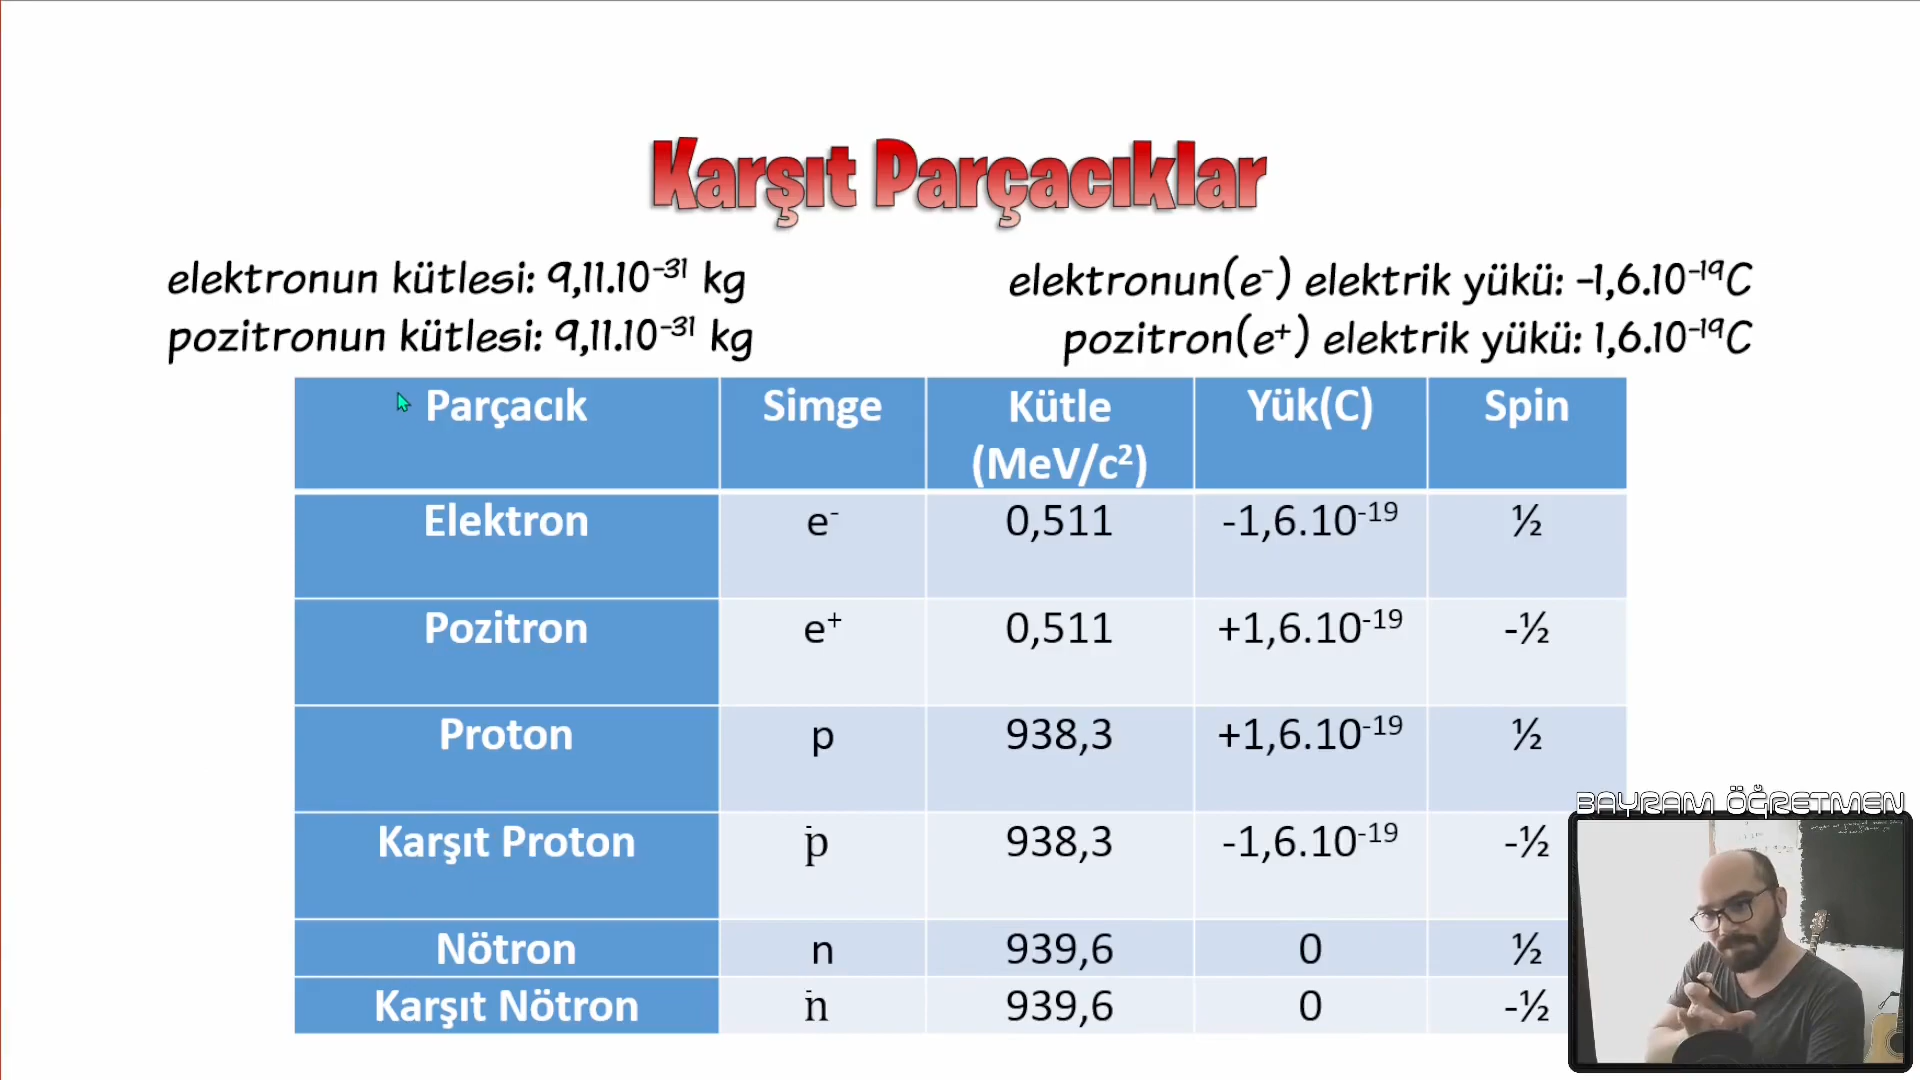 Karşıt Parçacıklar
elektronun kütlesi: 9,11.10⁻³¹ kg
pozitronun kütlesi: 9,11.10⁻³¹ kg
elektronun(e⁻) elektrik yükü: -1,6.10⁻¹⁹C
pozitron(e⁺) elektrik yükü: 1,6.10⁻¹⁹C
Parçacık Simge Kütle (MeV/c²) Yük(C) Spin
Elektron e⁻ 0,511 -1,6.10⁻¹⁹ ½
Pozitron e⁺ 0,511 +1,6.10⁻¹⁹ -½
Proton p 938,3 +1,6.10⁻¹⁹ ½
Karşıt Proton p̄ 938,3 -1,6.10⁻¹⁹ -½
Nötron n 939,6 0 ½
Karşıt Nötron n̄ 939,6 0 -½
BAYRAM ÖĞRETMEN